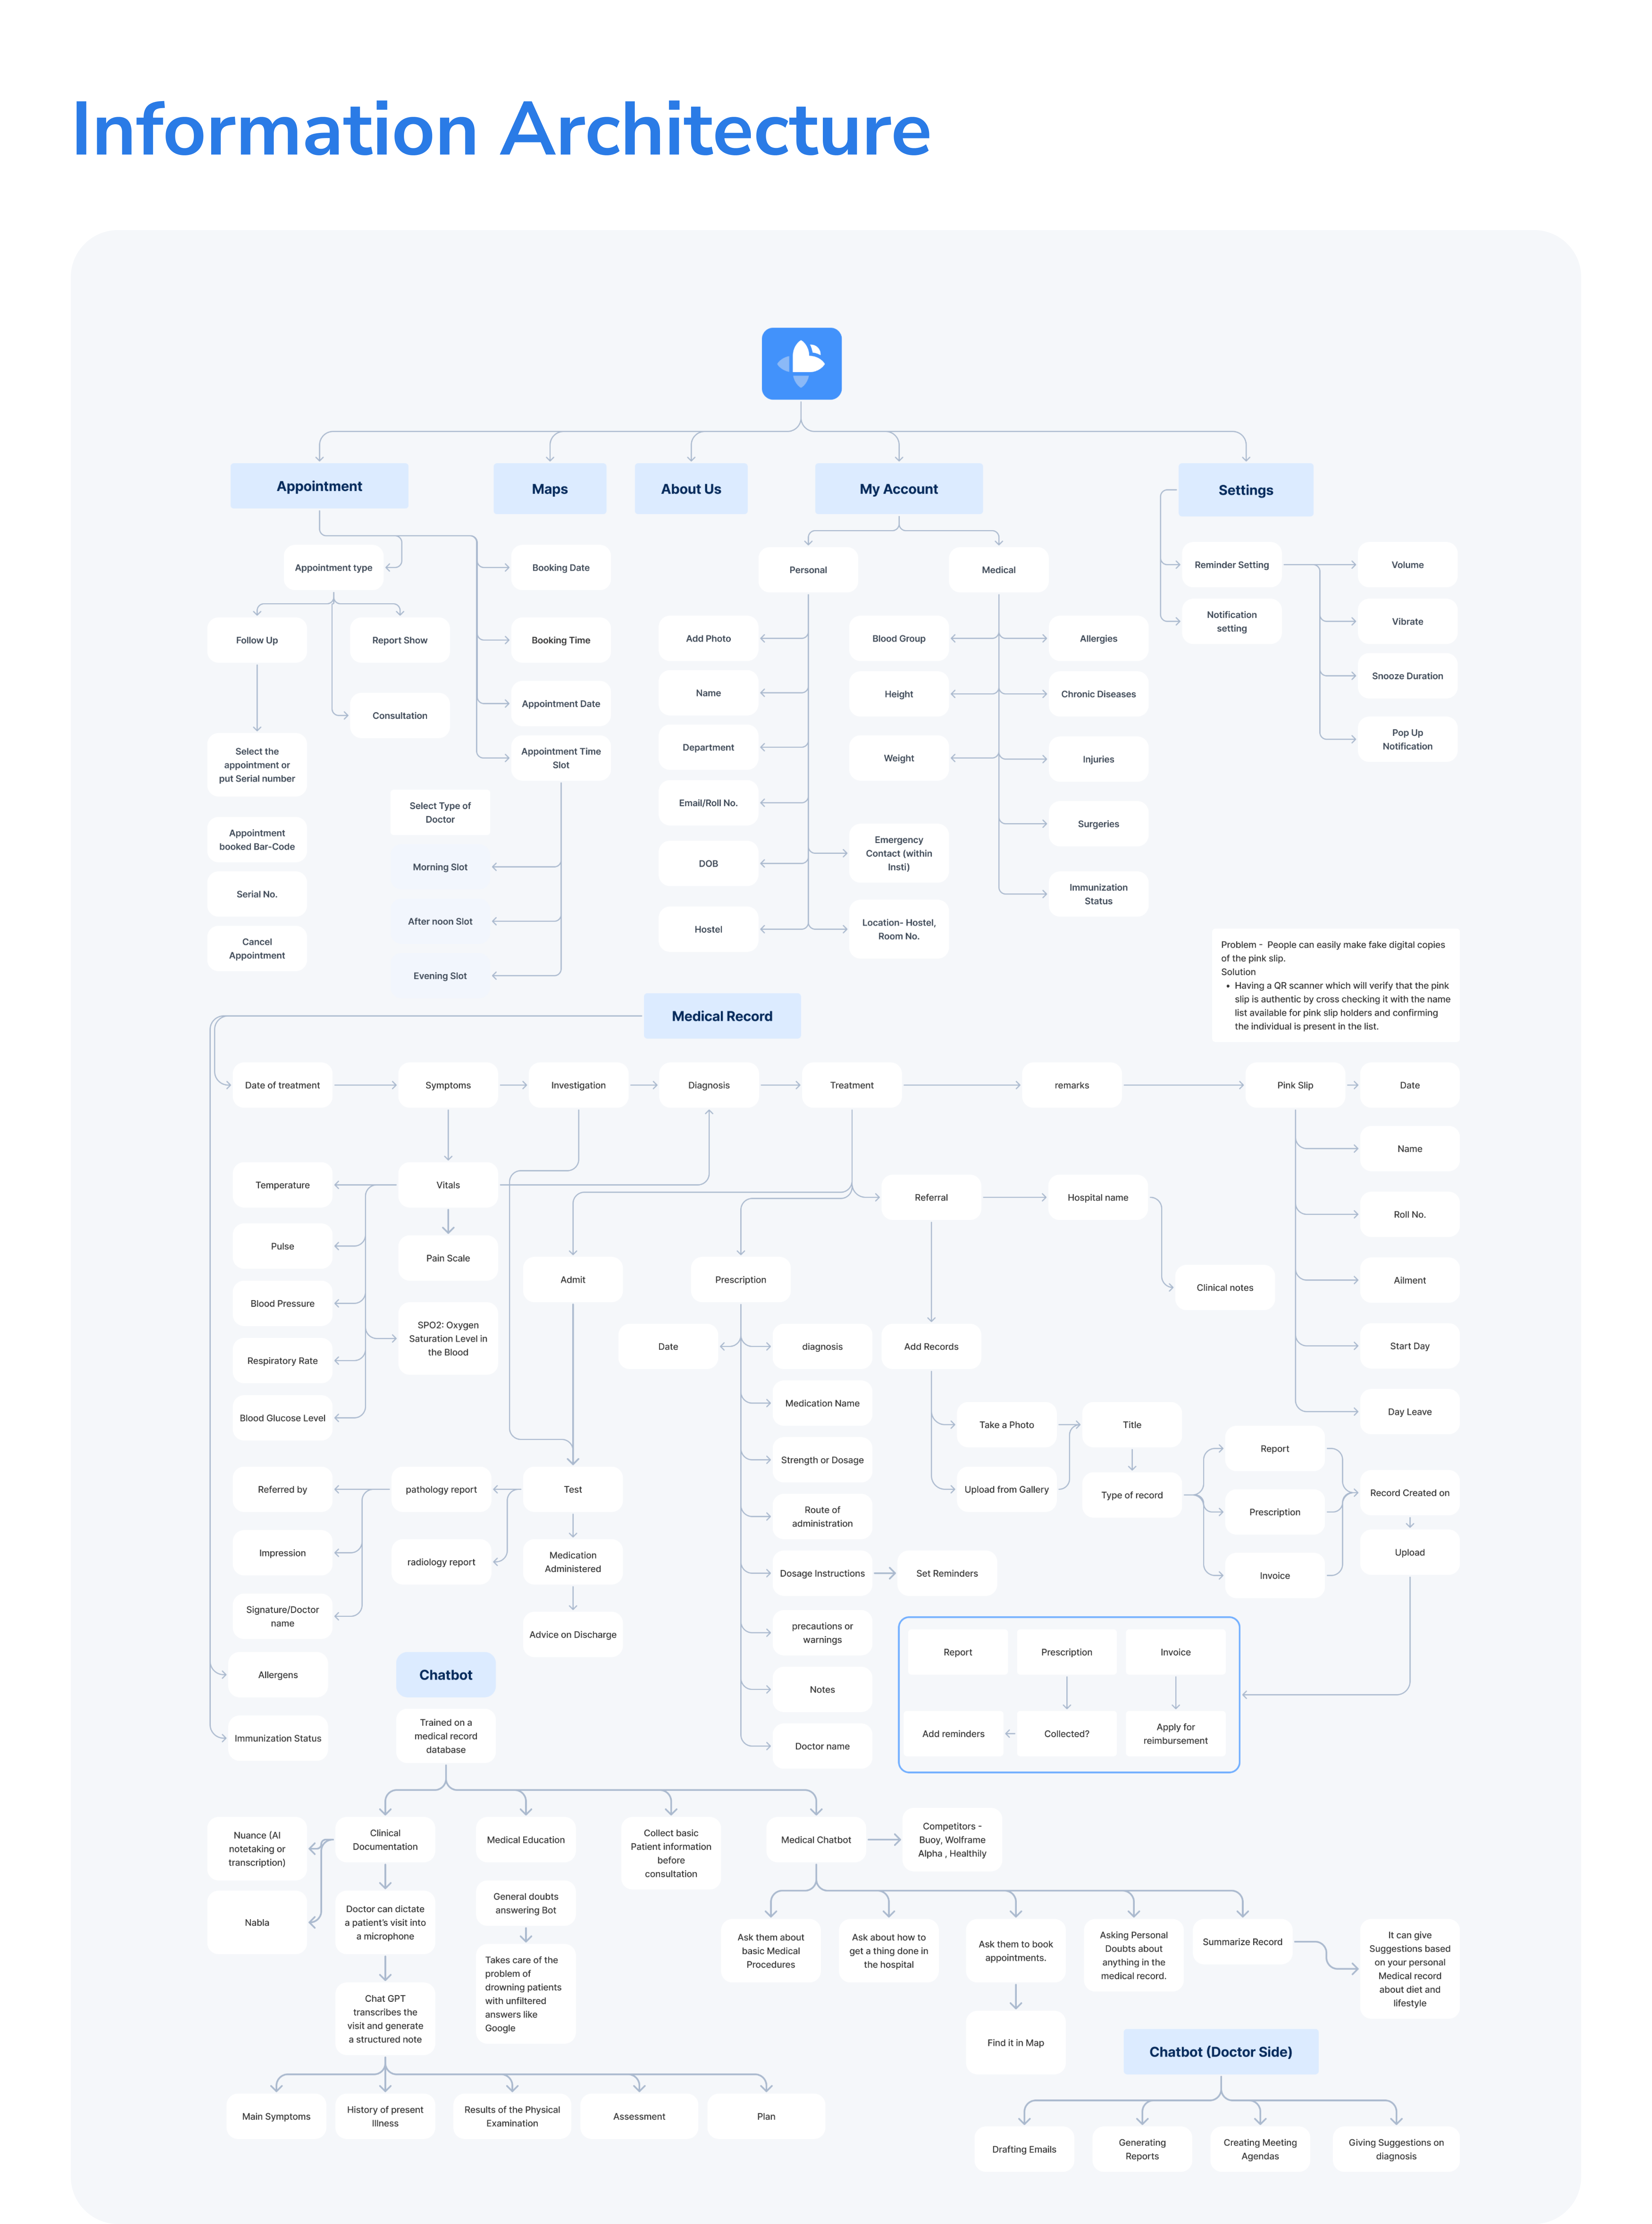 Information Architecture
Appointment
Maps
About Us
My Account
Settings
Appointment type
Booking Date
Personal
Medical
Reminder Setting
Volume
Follow Up
Report Show
Booking Time
Add Photo
Blood Group
Allergies
Notification
setting
Vibrate
Name
Height
Chronic Diseases
Snooze Duration
Consultation
Appointment Date
Select the
appointment or
put Serial number
Appointment Time
Slot
Department
Weight
Injuries
Pop Up
Notification
Select Type of
Doctor
Email/Roll No.
Surgeries
Appointment
booked Bar-Code
Morning Slot
DOB
Emergency
Contact (within
Insti)
Serial No.
Immunization
Status
After noon Slot
Hostel
Location- Hostel,
Room No.
Cancel
Appointment
Evening Slot
Problem -  People can easily make fake digital copies
of the pink slip.
Solution
• Having a QR scanner which will verify that the pink
slip is authentic by cross checking it with the name
list available for pink slip holders and confirming
the individual is present in the list.
Medical Record
Date of treatment
Symptoms
Investigation
Diagnosis
Treatment
remarks
Pink Slip
Date
Name
Temperature
Vitals
Referral
Hospital name
Roll No.
Pulse
Pain Scale
Admit
Prescription
Clinical notes
Ailment
Blood Pressure
SPO2: Oxygen
Saturation Level in
the Blood
Date
diagnosis
Add Records
Start Day
Respiratory Rate
Medication Name
Day Leave
Blood Glucose Level
Take a Photo
Title
Report
Strength or Dosage
Referred by
pathology report
Test
Upload from Gallery
Type of record
Record Created on
Route of
administration
Prescription
Impression
radiology report
Medication
Administered
Dosage Instructions
Set Reminders
Invoice
Upload
Signature/Doctor
name
Advice on Discharge
precautions or
warnings
Report
Prescription
Invoice
Allergens
Chatbot
Notes
Immunization Status
Trained on a
medical record
database
Doctor name
Add reminders
Collected?
Apply for
reimbursement
Nuance (AI
notetaking or
transcription)
Clinical
Documentation
Medical Education
Collect basic
Patient information
before
consultation
Medical Chatbot
Competitors -
Buoy, Wolframe
Alpha , Healthily
Nabla
Doctor can dictate
a patient's visit into
a microphone
General doubts
answering Bot
Ask them about
basic Medical
Procedures
Ask about how to
get a thing done in
the hospital
Ask them to book
appointments.
Asking Personal
Doubts about
anything in the
medical record.
Summarize Record
It can give
Suggestions based
on your personal
Medical record
about diet and
lifestyle
Takes care of the
problem of
drowning patients
with unfiltered
answers like
Google
Chat GPT
transcribes the
visit and generate
a structured note
Find it in Map
Chatbot (Doctor Side)
Main Symptoms
History of present
Illness
Results of the Physical
Examination
Assessment
Plan
Drafting Emails
Generating
Reports
Creating Meeting
Agendas
Giving Suggestions on
diagnosis